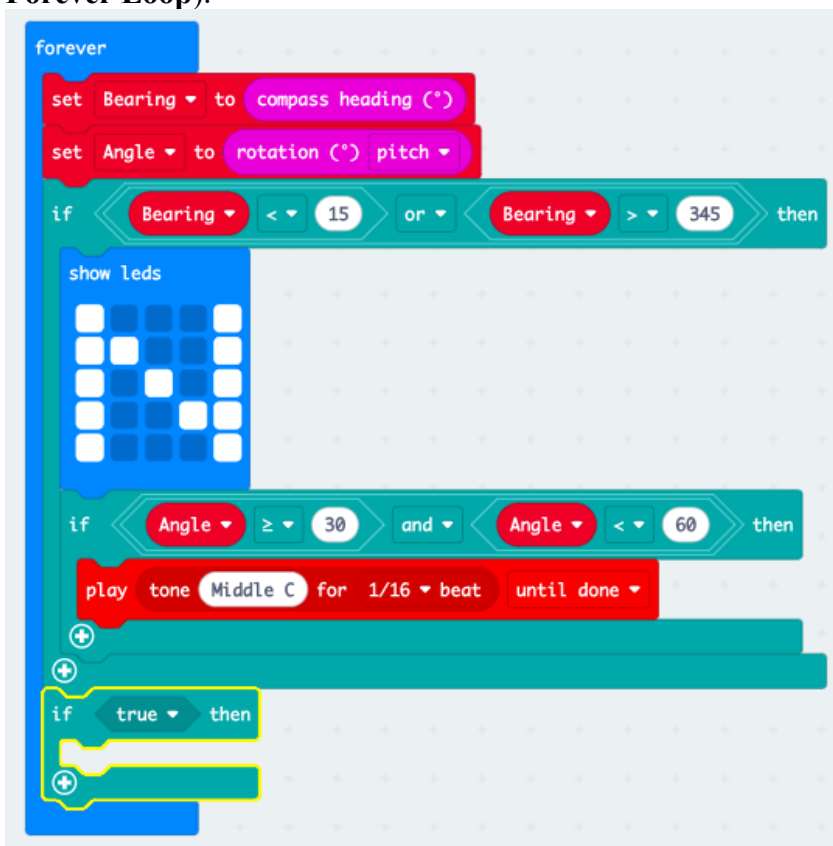 Forever Loop).
forever
set Bearing to compass heading (°)
set Angle to rotation (°) pitch
if Bearing < 15 or Bearing > 345 then
show leds
if Angle ≥ 30 and Angle < 60 then
play tone Middle C for 1/16 beat until done
if true then